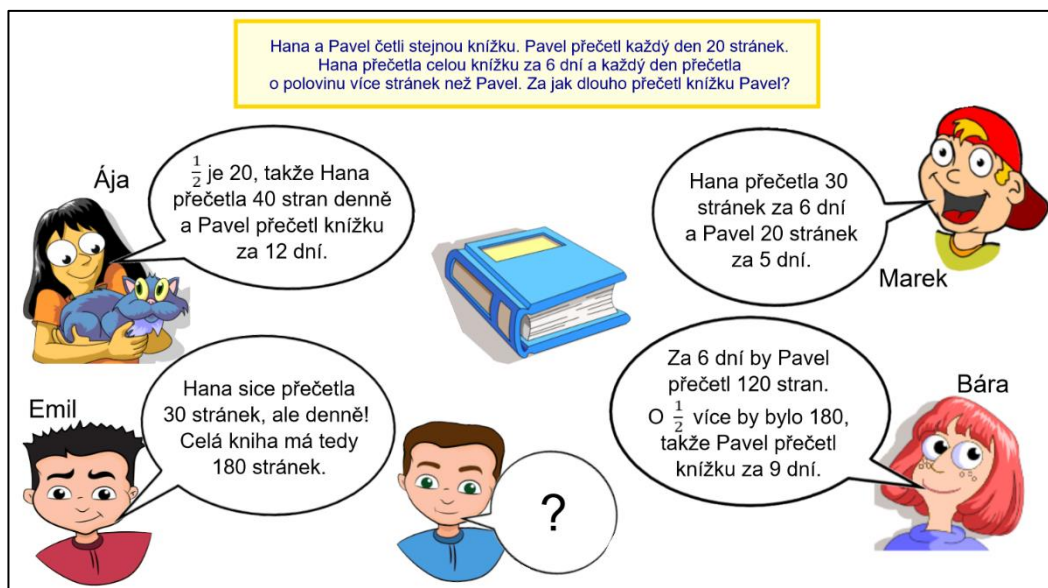 Hana a Pavel četli stejnou knížku. Pavel přečetl každý den 20 stránek.
Hana přečetla celou knížku za 6 dní a každý den přečetla
o polovinu více stránek než Pavel. Za jak dlouho přečetl knížku Pavel?
Ája
1/2 je 20, takže Hana
přečetla 40 stran denně
a Pavel přečetl knížku
za 12 dní.
Hana přečetla 30
stránek za 6 dní
a Pavel 20 stránek
za 5 dní.
Marek
Emil
Hana sice přečetla
30 stránek, ale denně!
Celá kniha má tedy
180 stránek.
?
Za 6 dní by Pavel
přečetl 120 stran.
O 1/2 více by bylo 180,
takže Pavel přečetl
knížku za 9 dní.
Bára